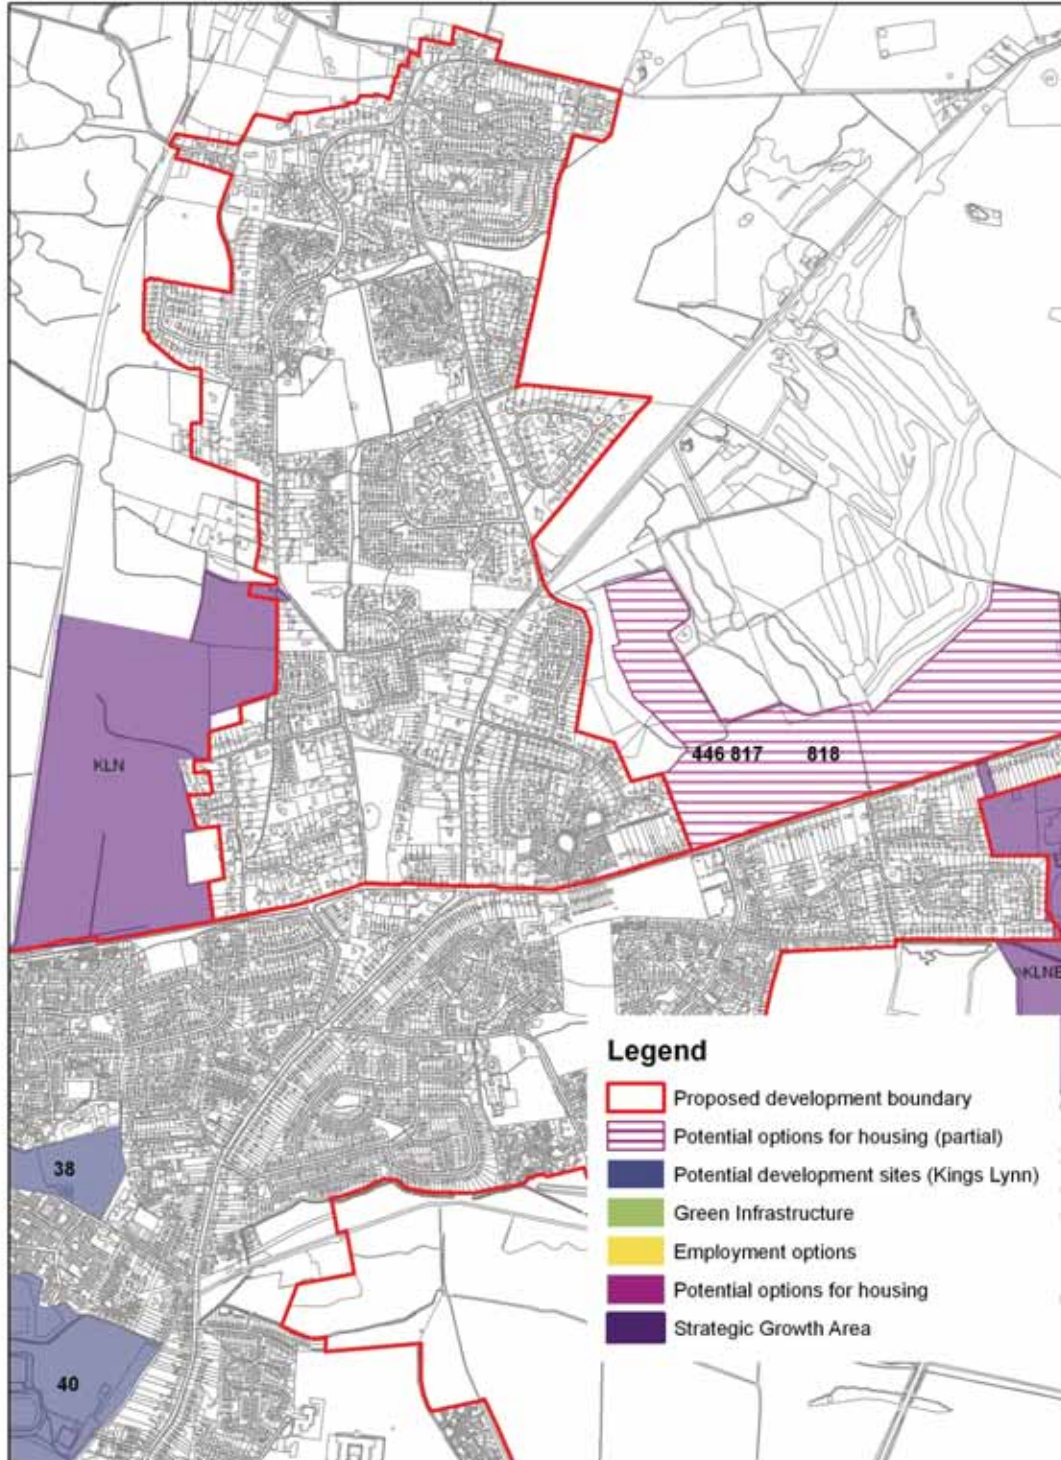 446 817 818
KLN
KLNE
38
40
Legend
Proposed development boundary
Potential options for housing (partial)
Potential development sites (Kings Lynn)
Green Infrastructure
Employment options
Potential options for housing
Strategic Growth Area